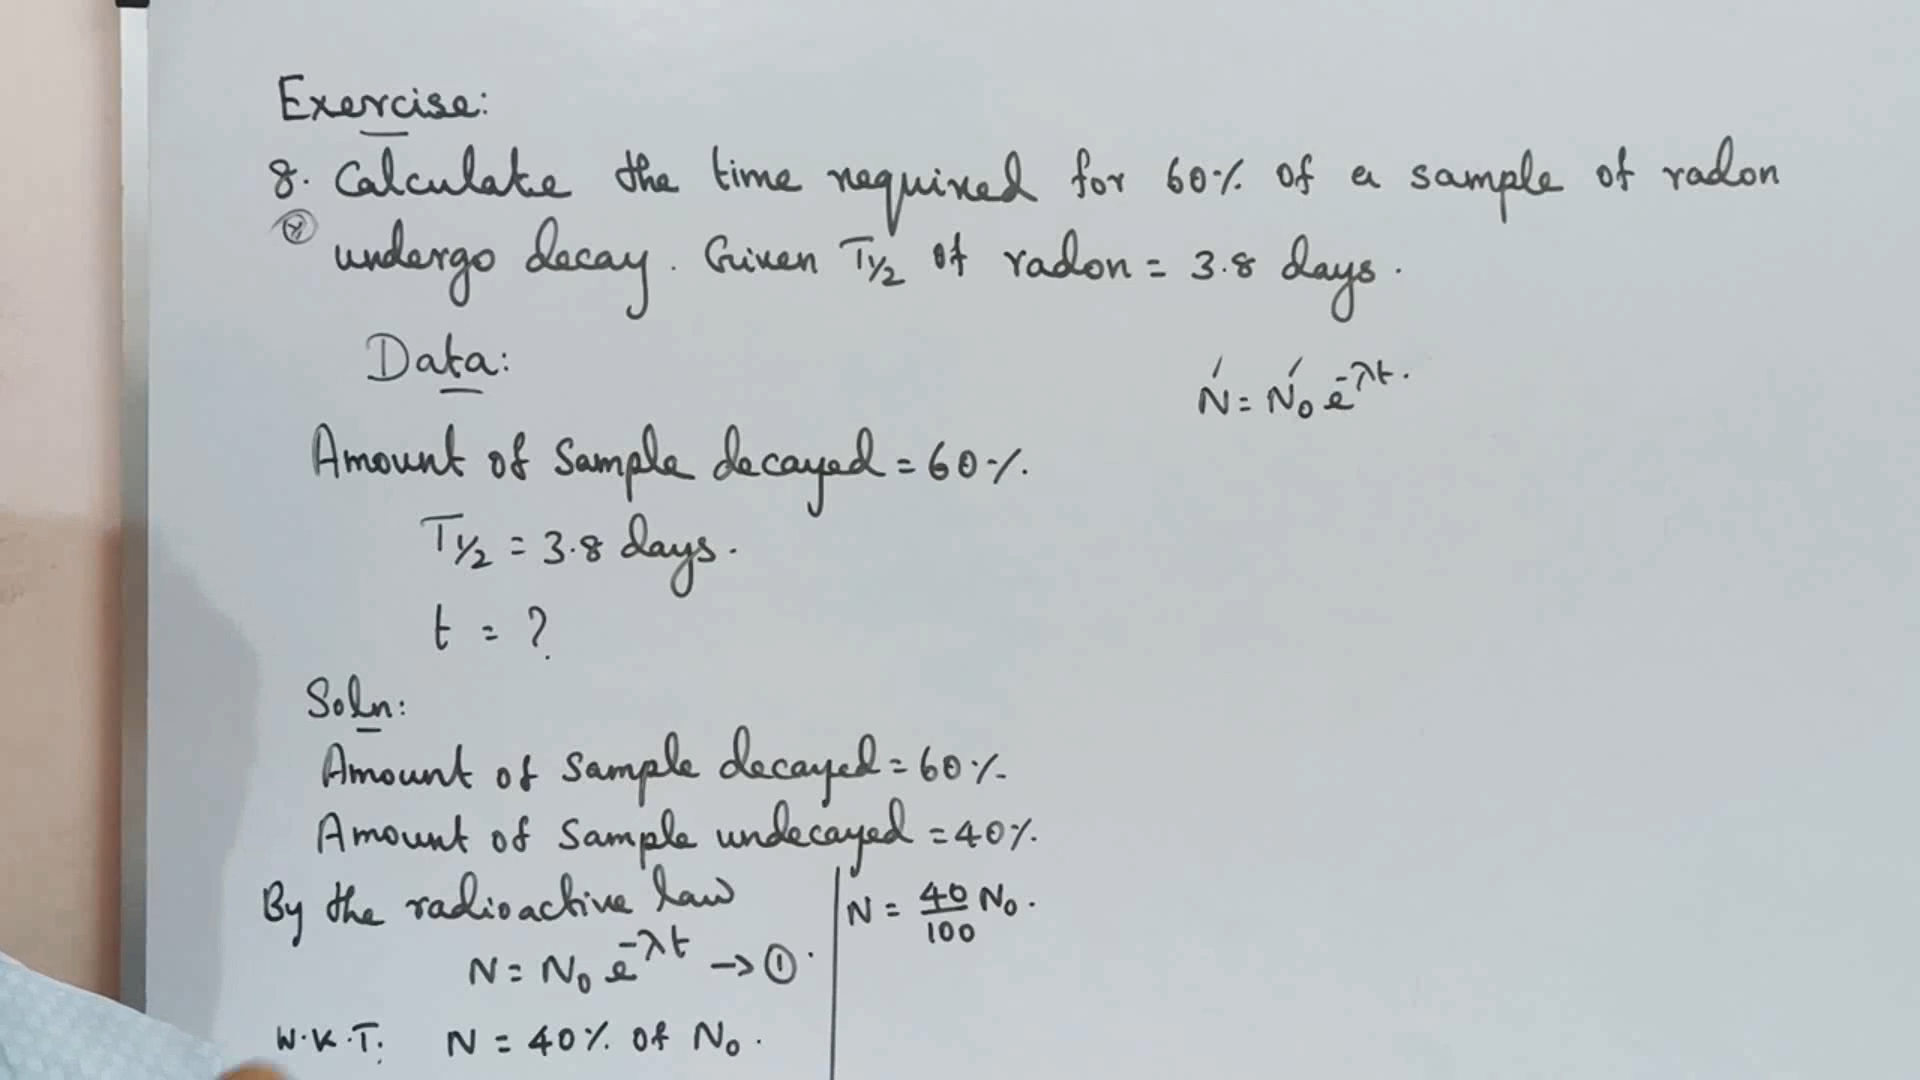 Exercise:
8. Calculate the time required for 60% of a sample of radon
undergo decay. Given T1/2 of radon = 3.8 days.
Data:
N = N0 e^-λt.
Amount of Sample decayed = 60%.
T1/2 = 3.8 days.
t = ?
Soln:
Amount of Sample decayed = 60%.
Amount of Sample undecayed = 40%.
By the radioactive law
N = N0 e^-λt → ①
W.K.T. N = 40% of N0.
N = 40/100 N0.